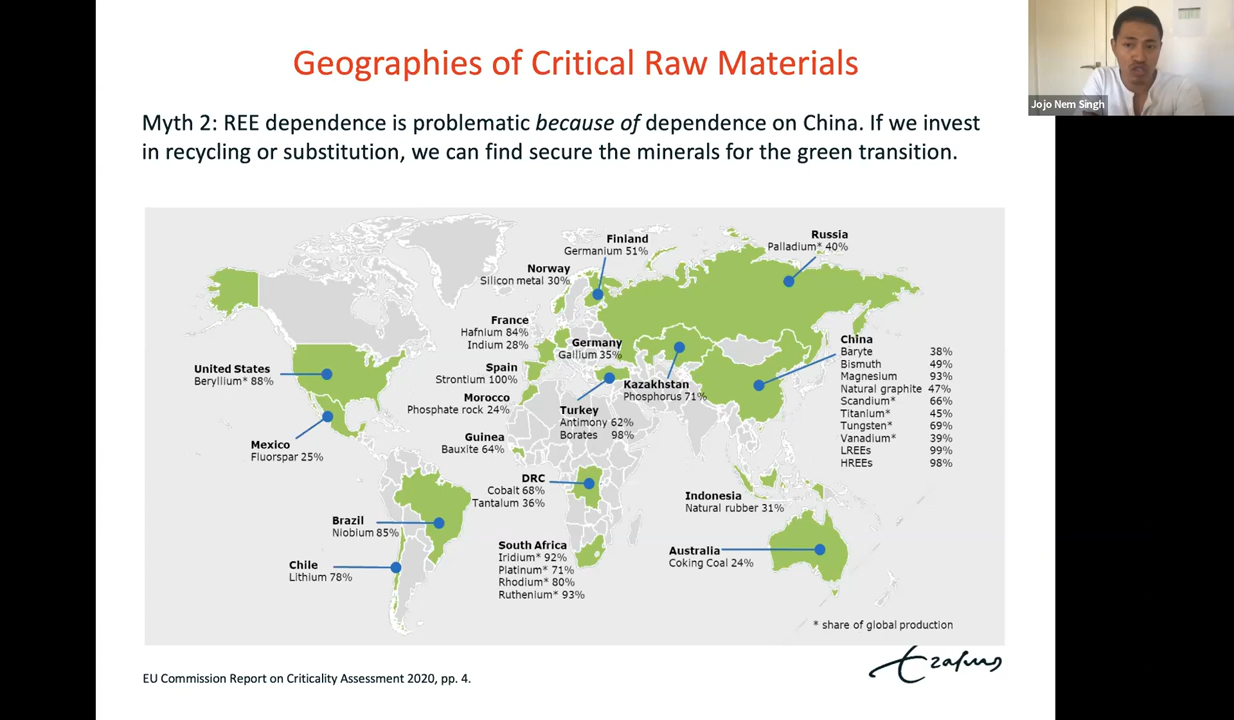 Geographies of Critical Raw Materials
Jojo Nem Singh
Myth 2: REE dependence is problematic because of dependence on China. If we invest
in recycling or substitution, we can find secure the minerals for the green transition.
Finland
Germanium 51%
Russia
Palladium* 40%
Norway
Silicon metal 30%
France
Hafnium 84%
Indium 28%
Germany
Gallium 35%
China
Baryte 38%
Bismuth 49%
Magnesium 93%
Natural graphite 47%
Scandium* 66%
Titanium* 45%
Tungsten* 69%
Vanadium* 39%
LREEs 99%
HREEs 98%
United States
Beryllium* 88%
Spain
Strontium 100%
Kazakhstan
Phosphorus 71%
Morocco
Phosphate rock 24%
Turkey
Antimony 62%
Borates 98%
Mexico
Fluorspar 25%
Guinea
Bauxite 64%
DRC
Cobalt 68%
Tantalum 36%
Indonesia
Natural rubber 31%
Brazil
Niobium 85%
Chile
Lithium 78%
South Africa
Iridium* 92%
Platinum* 71%
Rhodium* 80%
Ruthenium* 93%
Australia
Coking Coal 24%
* share of global production
Erasmus
EU Commission Report on Criticality Assessment 2020, pp. 4.